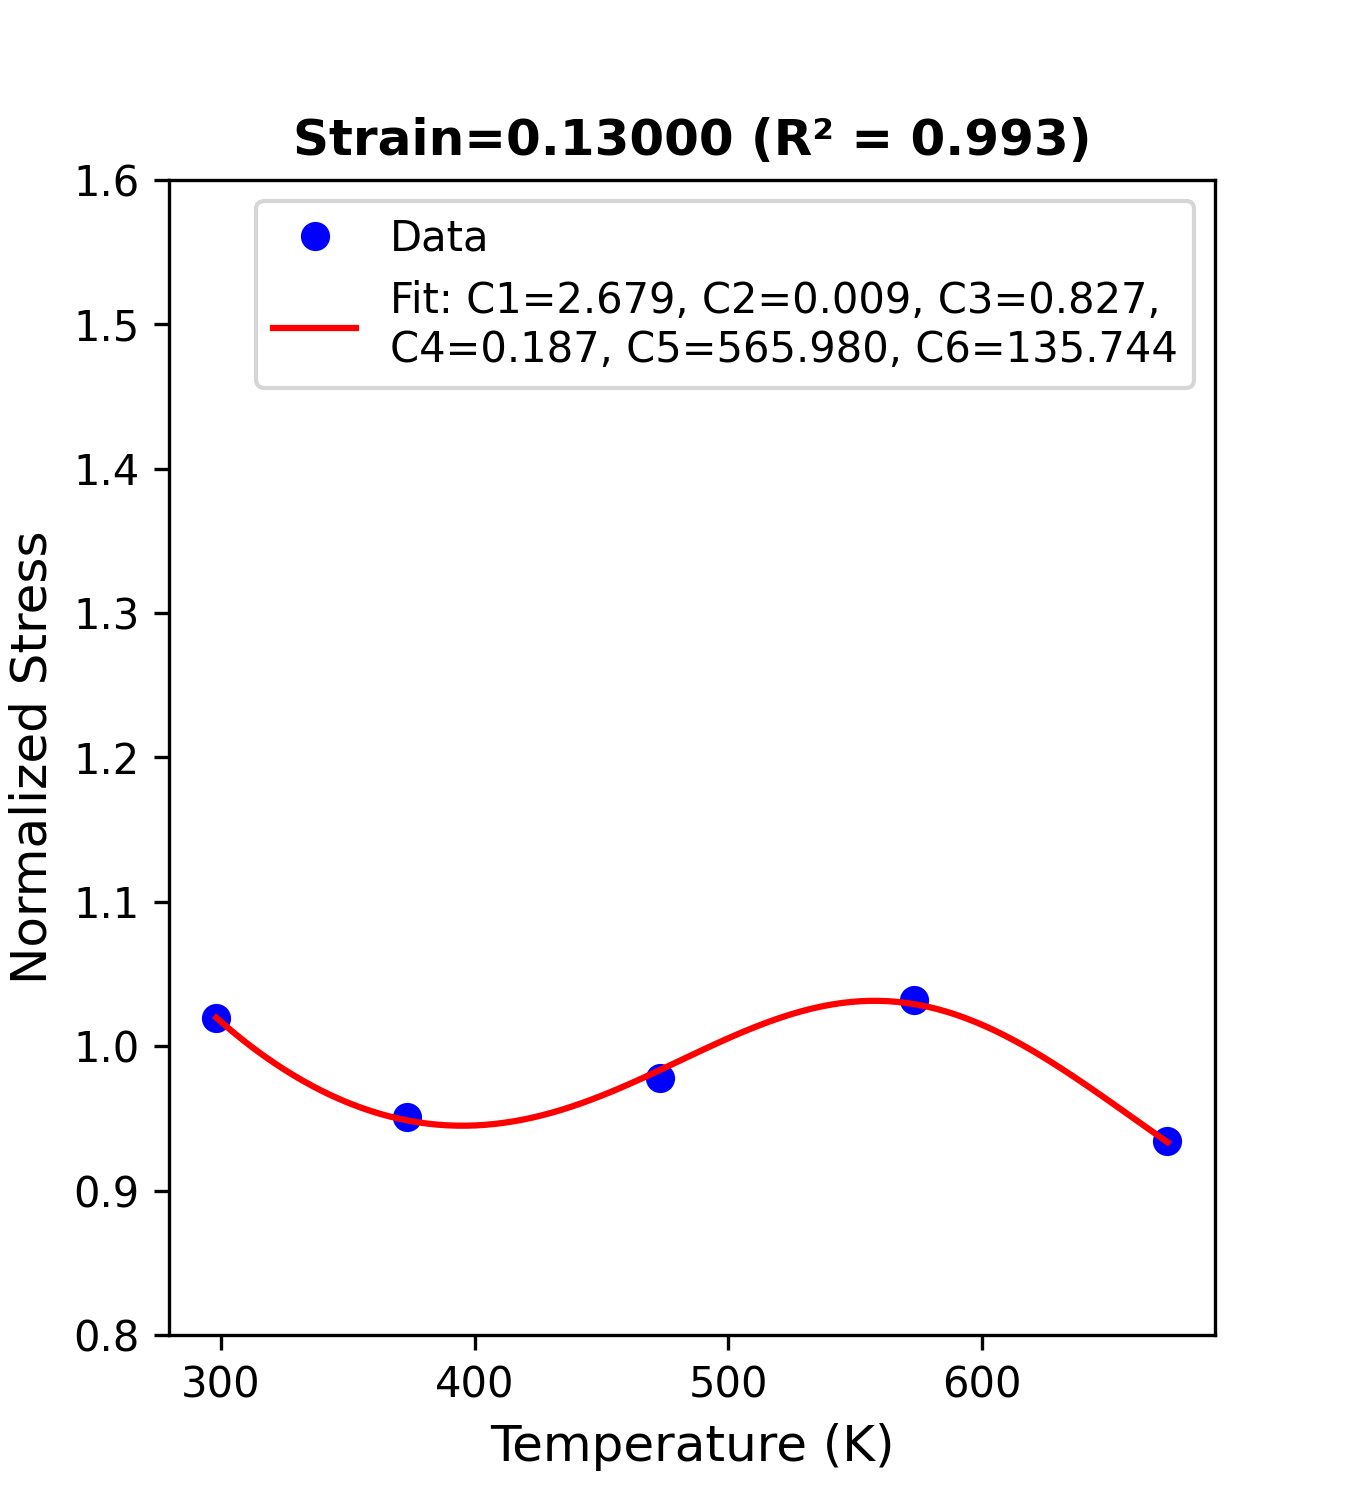 Strain=0.13000 (R² = 0.993)
1.6
1.5
1.4
1.3
1.2
1.1
1.0
0.9
0.8
Normalized Stress
Data
Fit: C1=2.679, C2=0.009, C3=0.827,
C4=0.187, C5=565.980, C6=135.744
300 400 500 600
Temperature (K)